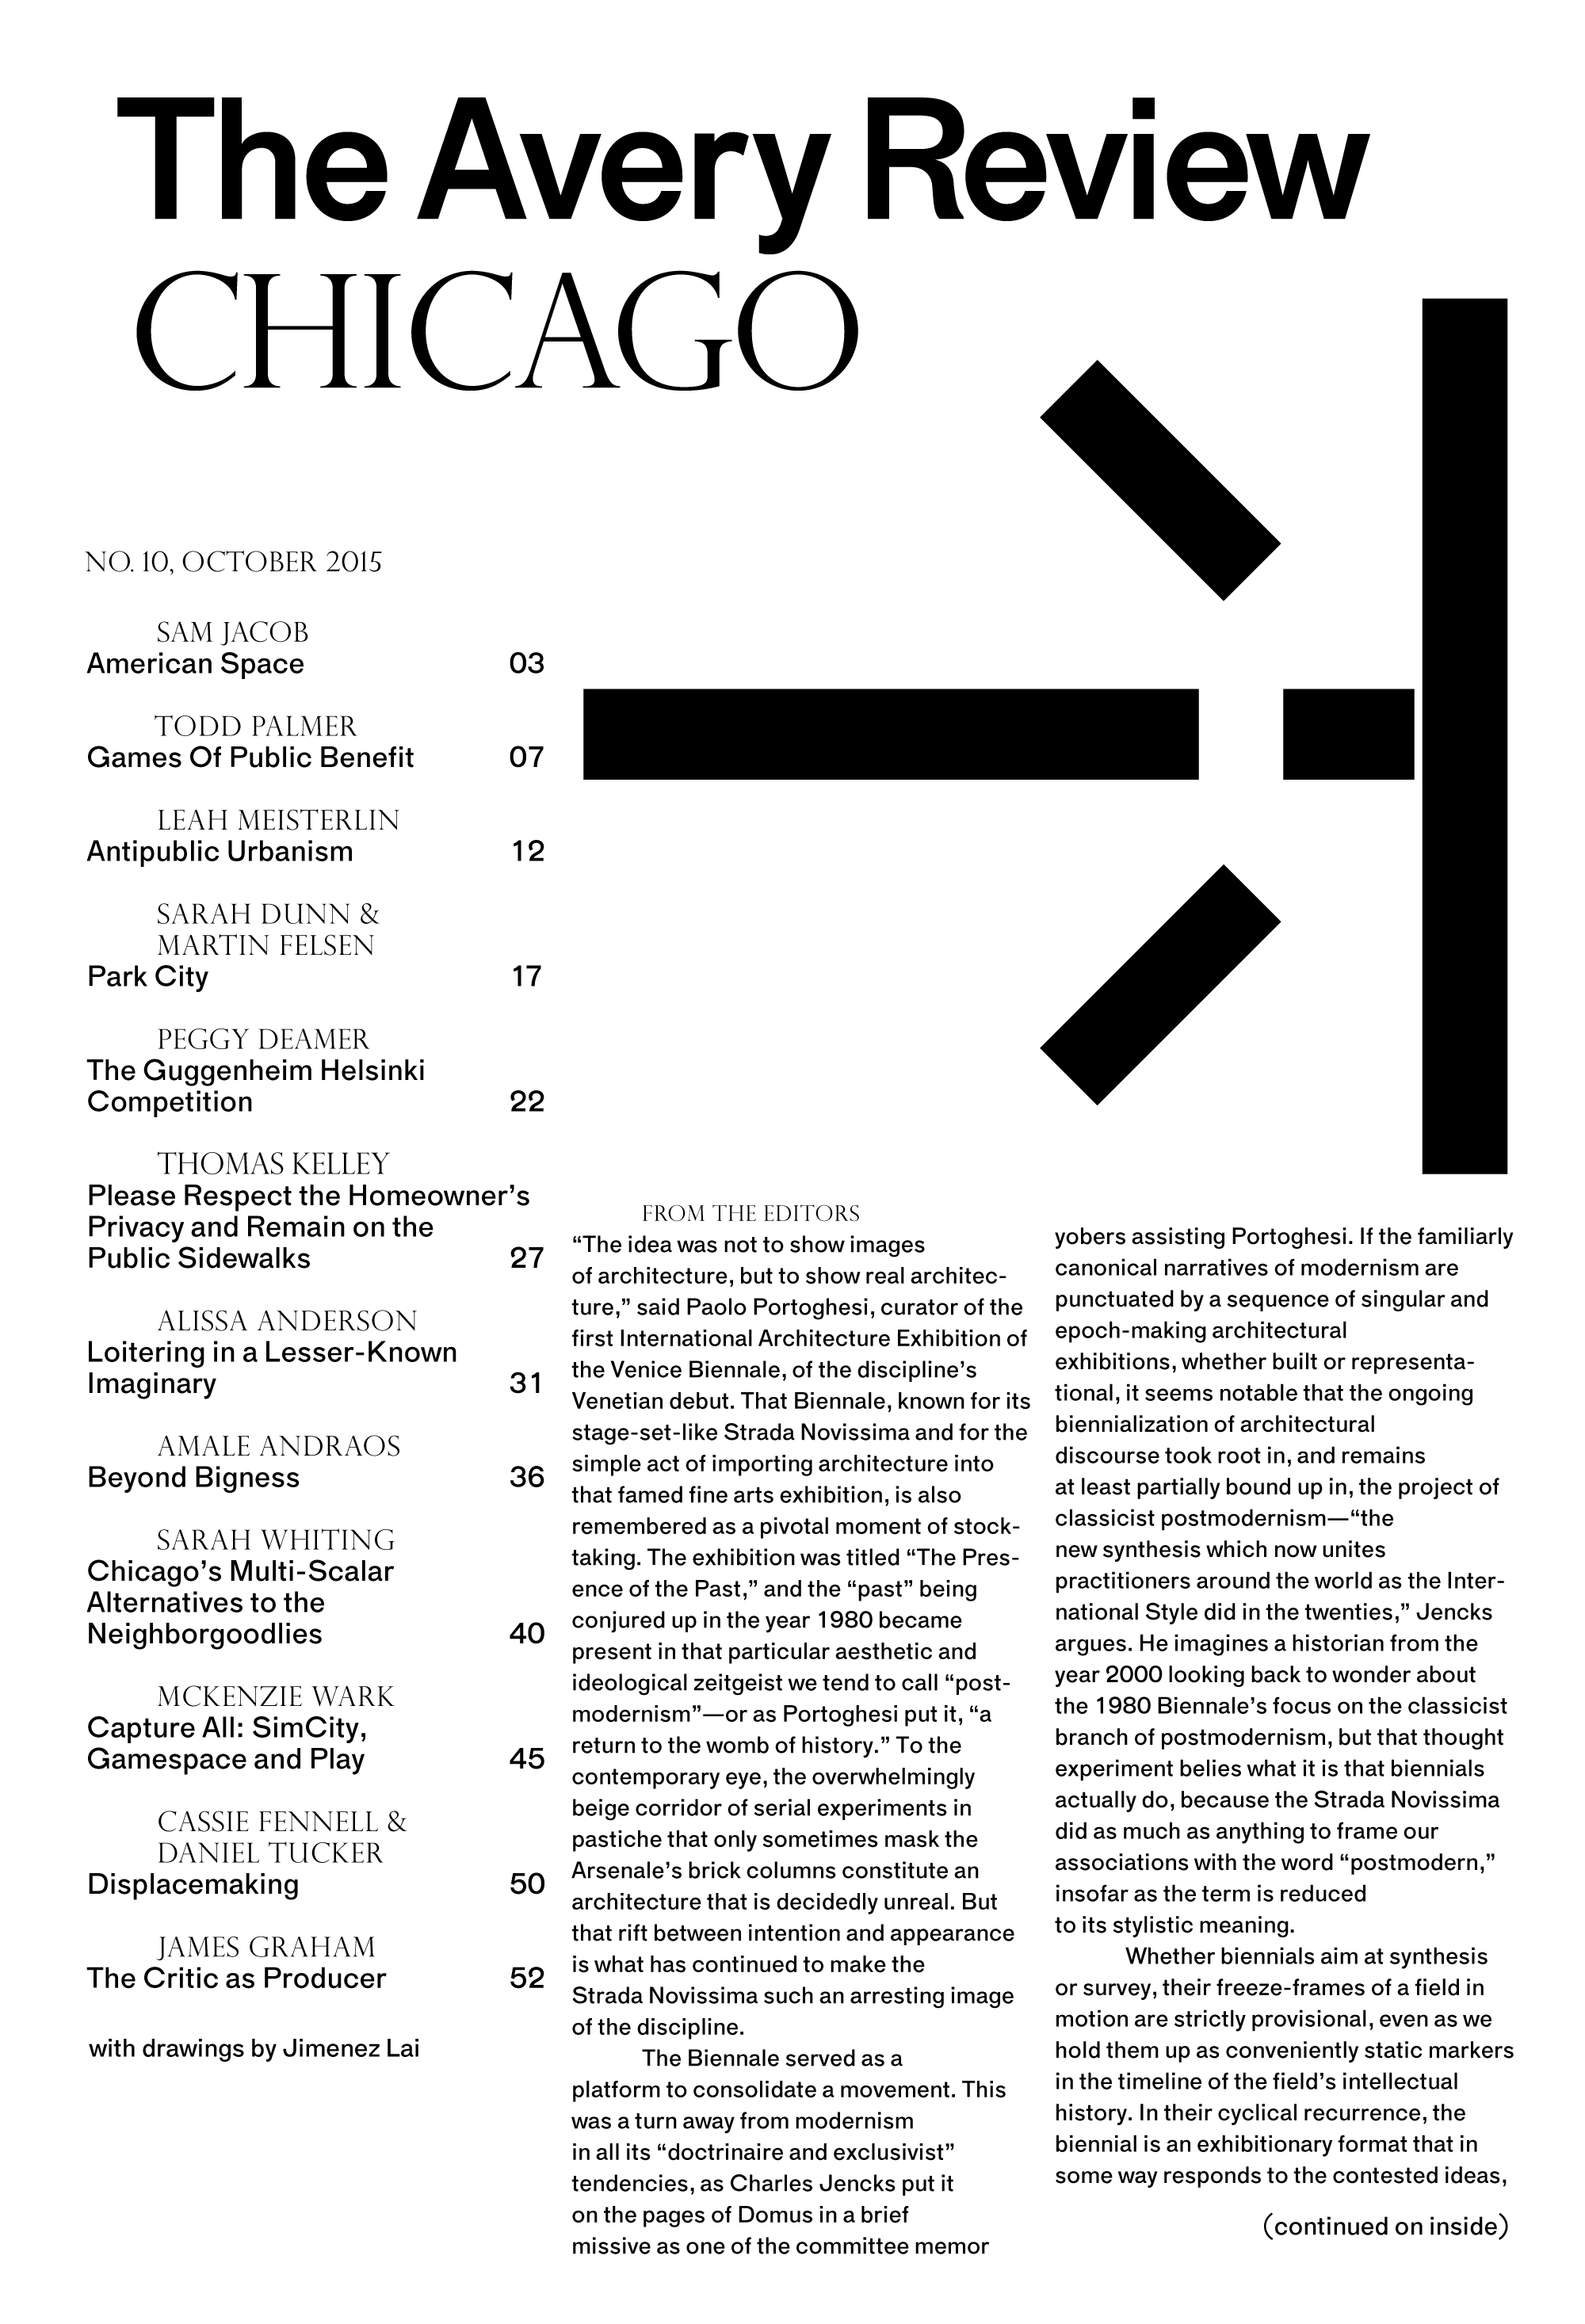 The Avery Review
CHICAGO
NO. 10, OCTOBER 2015
SAM JACOB
American Space 03
TODD PALMER
Games Of Public Benefit 07
LEAH MEISTERLIN
Antipublic Urbanism 12
SARAH DUNN &
MARTIN FELSEN
Park City 17
PEGGY DEAMER
The Guggenheim Helsinki
Competition 22
THOMAS KELLEY
Please Respect the Homeowner’s
Privacy and Remain on the
Public Sidewalks 27
ALISSA ANDERSON
Loitering in a Lesser-Known
Imaginary 31
AMALE ANDRAOS
Beyond Bigness 36
SARAH WHITING
Chicago’s Multi-Scalar
Alternatives to the
Neighborgoodlies 40
MCKENZIE WARK
Capture All: SimCity,
Gamespace and Play 45
CASSIE FENNELL &
DANIEL TUCKER
Displacemaking 50
JAMES GRAHAM
The Critic as Producer 52
with drawings by Jimenez Lai
FROM THE EDITORS
“The idea was not to show images
of architecture, but to show real architec-
ture,” said Paolo Portoghesi, curator of the
first International Architecture Exhibition of
the Venice Biennale, of the discipline’s
Venetian debut. That Biennale, known for its
stage-set-like Strada Novissima and for the
simple act of importing architecture into
that famed fine arts exhibition, is also
remembered as a pivotal moment of stock-
taking. The exhibition was titled “The Pres-
ence of the Past,” and the “past” being
conjured up in the year 1980 became
present in that particular aesthetic and
ideological zeitgeist we tend to call “post-
modernism”—or as Portoghesi put it, “a
return to the womb of history.” To the
contemporary eye, the overwhelmingly
beige corridor of serial experiments in
pastiche that only sometimes mask the
Arsenale’s brick columns constitute an
architecture that is decidedly unreal. But
that rift between intention and appearance
is what has continued to make the
Strada Novissima such an arresting image
of the discipline.
The Biennale served as a
platform to consolidate a movement. This
was a turn away from modernism
in all its “doctrinaire and exclusivist”
tendencies, as Charles Jencks put it
on the pages of Domus in a brief
missive as one of the committee memor
yobers assisting Portoghesi. If the familiarly
canonical narratives of modernism are
punctuated by a sequence of singular and
epoch-making architectural
exhibitions, whether built or representa-
tional, it seems notable that the ongoing
biennialization of architectural
discourse took root in, and remains
at least partially bound up in, the project of
classicist postmodernism—“the
new synthesis which now unites
practitioners around the world as the Inter-
national Style did in the twenties,” Jencks
argues. He imagines a historian from the
year 2000 looking back to wonder about
the 1980 Biennale’s focus on the classicist
branch of postmodernism, but that thought
experiment belies what it is that biennials
actually do, because the Strada Novissima
did as much as anything to frame our
associations with the word “postmodern,”
insofar as the term is reduced
to its stylistic meaning.
Whether biennials aim at synthesis
or survey, their freeze-frames of a field in
motion are strictly provisional, even as we
hold them up as conveniently static markers
in the timeline of the field’s intellectual
history. In their cyclical recurrence, the
biennial is an exhibitionary format that in
some way responds to the contested ideas,
(continued on inside)